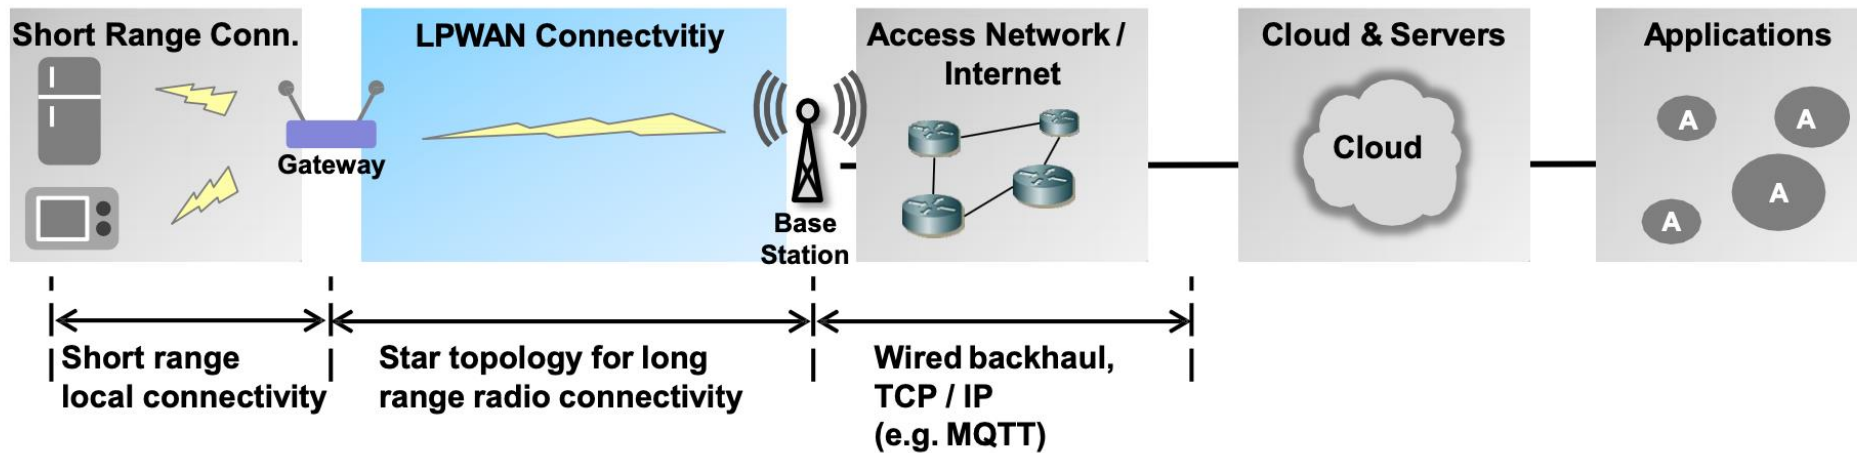 Short Range Conn.
LPWAN Connectvitiy
Access Network /
Internet
Cloud & Servers
Applications
Gateway
Base
Station
Cloud
A
A
A
A
Short range
local connectivity
Star topology for long
range radio connectivity
Wired backhaul,
TCP / IP
(e.g. MQTT)